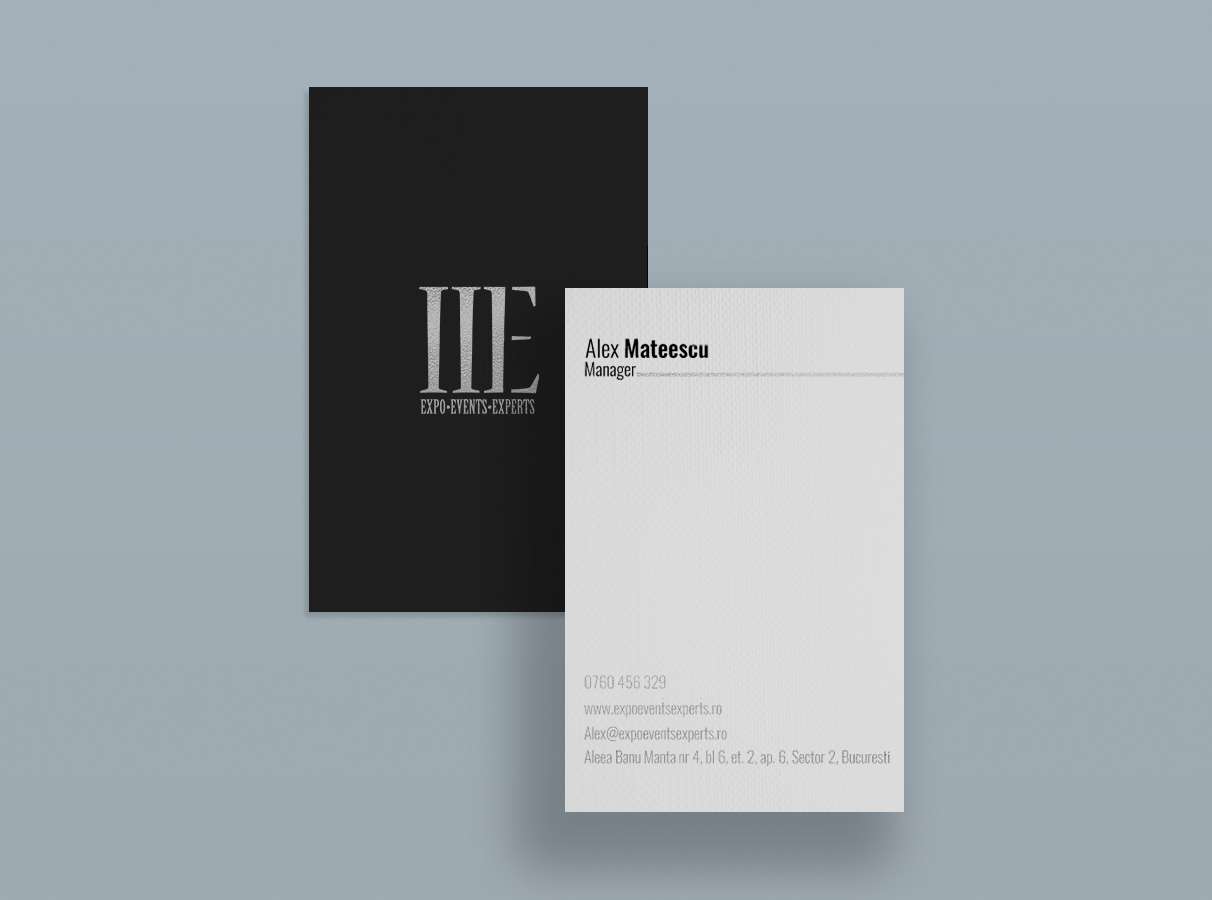 IIE
EXPO•EVENTS•EXPERTS
Alex Mateescu
Manager
0760 456 329
www.expoeventsexperts.ro
Alex@expoeventsexperts.ro
Aleea Banu Manta nr 4, bl 6, et. 2, ap. 6, Sector 2, Bucuresti